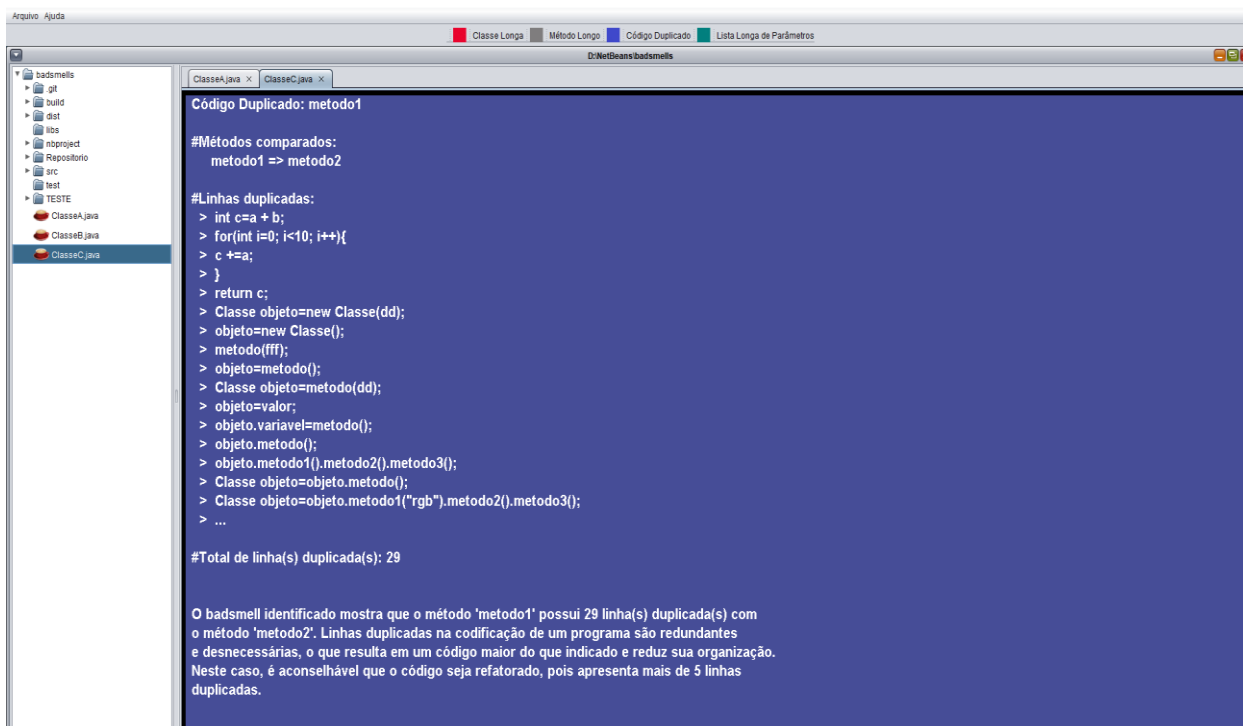 Arquivo Ajuda
Classe Longa Método Longo Código Duplicado Lista Longa de Parâmetros
D:\NetBeans\badsmells
badsmells
.git
build
dist
libs
nbproject
Repositorio
src
test
TESTE
ClasseA.java
ClasseB.java
ClasseC.java
ClasseA.java × ClasseC.java ×
Código Duplicado: metodo1
#Métodos comparados:
metodo1 => metodo2
#Linhas duplicadas:
> int c=a + b;
> for(int i=0; i<10; i++){
> c +=a;
> }
> return c;
> Classe objeto=new Classe(dd);
> objeto=new Classe();
> metodo(fff);
> objeto=metodo();
> Classe objeto=metodo(dd);
> objeto=valor;
> objeto.variavel=metodo();
> objeto.metodo();
> objeto.metodo1().metodo2().metodo3();
> Classe objeto=objeto.metodo();
> Classe objeto=objeto.metodo1("rgb").metodo2().metodo3();
> ...
#Total de linha(s) duplicada(s): 29
O badsmell identificado mostra que o método 'metodo1' possui 29 linha(s) duplicada(s) com
o método 'metodo2'. Linhas duplicadas na codificação de um programa são redundantes
e desnecessárias, o que resulta em um código maior do que indicado e reduz sua organização.
Neste caso, é aconselhável que o código seja refatorado, pois apresenta mais de 5 linhas
duplicadas.